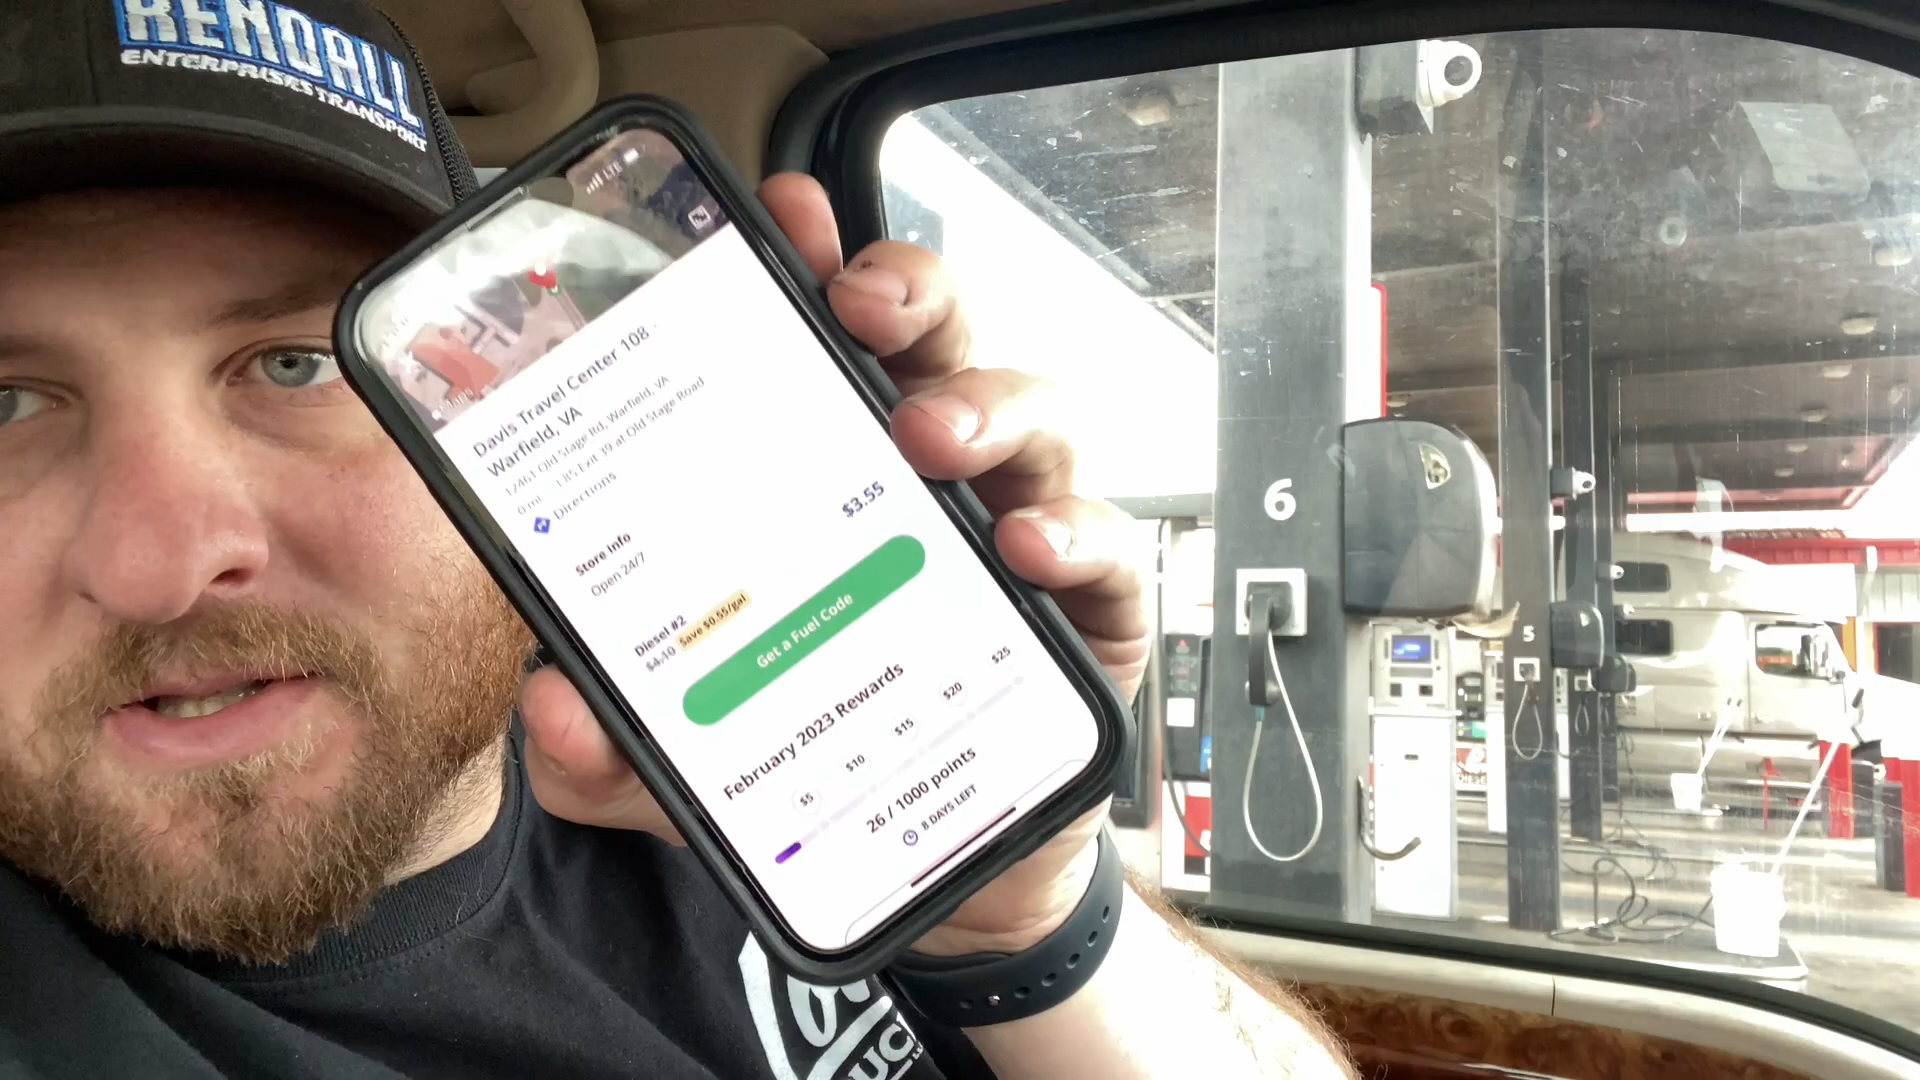 KENDALL
ENTERPRISES TRANSPORT
LTE
Davis Travel Center 108 -
Warfield, VA
12461 Old Stage Rd, Warfield, VA
0 mi · I-85 Exit 39 at Old Stage Road
Directions
Store info
Open 24/7
Diesel #2
$4.10 Save $0.55/gal
$3.55
Get a Fuel Code
February 2023 Rewards
$5 $10 $15 $20 $25
26 / 1000 points
8 DAYS LEFT
6
5